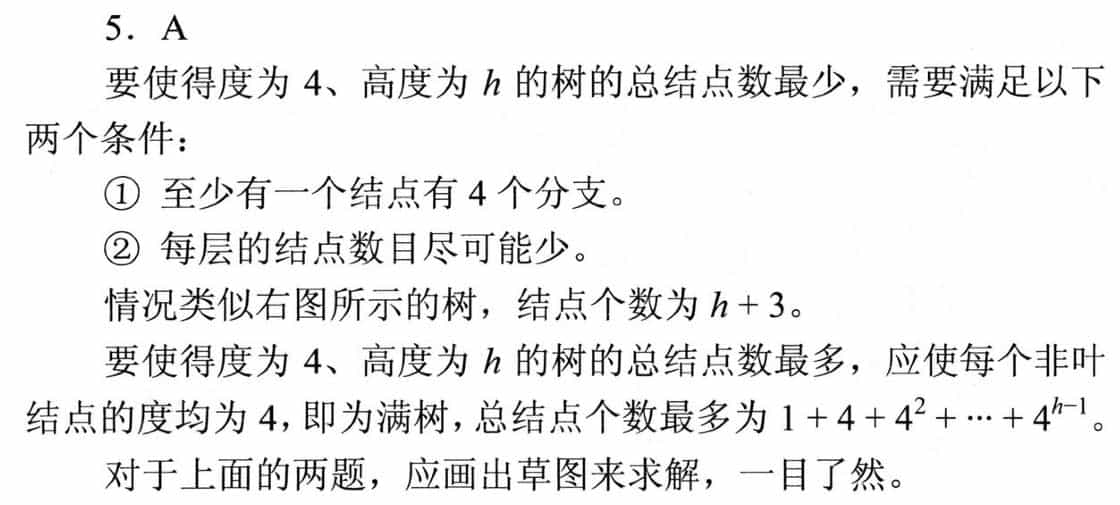 5. A
要使得度为 4、高度为 h 的树的总结点数最少，需要满足以下
两个条件：
① 至少有一个结点有 4 个分支。
② 每层的结点数目尽可能少。
情况类似右图所示的树，结点个数为 h + 3。
要使得度为 4、高度为 h 的树的总结点数最多，应使每个非叶
结点的度均为 4，即为满树，总结点个数最多为 1 + 4 + 4² + ··· + 4ʰ⁻¹。
对于上面的两题，应画出草图来求解，一目了然。